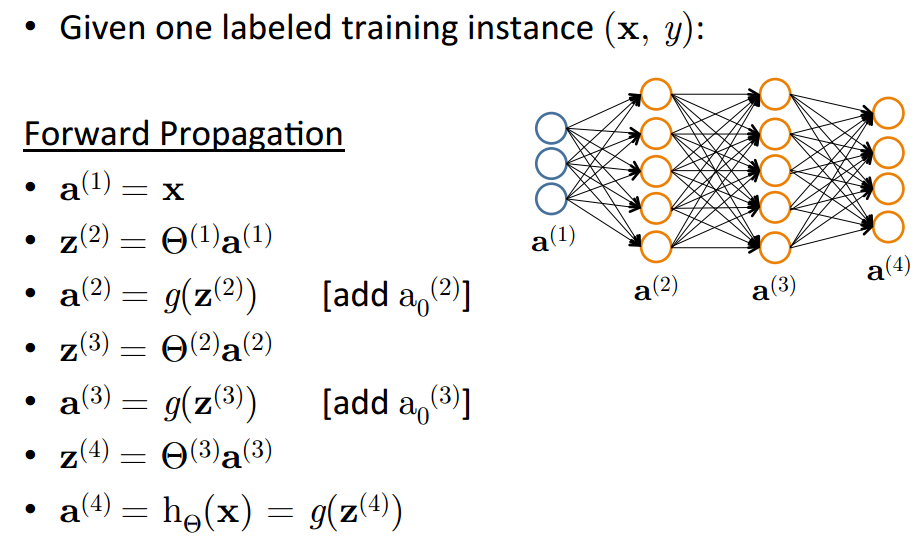 • Given one labeled training instance (x, y):
Forward Propagation
• a⁽¹⁾ = x
• z⁽²⁾ = Θ⁽¹⁾a⁽¹⁾
• a⁽²⁾ = g(z⁽²⁾) [add a₀⁽²⁾]
• z⁽³⁾ = Θ⁽²⁾a⁽²⁾
• a⁽³⁾ = g(z⁽³⁾) [add a₀⁽³⁾]
• z⁽⁴⁾ = Θ⁽³⁾a⁽³⁾
• a⁽⁴⁾ = h_Θ(x) = g(z⁽⁴⁾)
a⁽¹⁾
a⁽²⁾
a⁽³⁾
a⁽⁴⁾